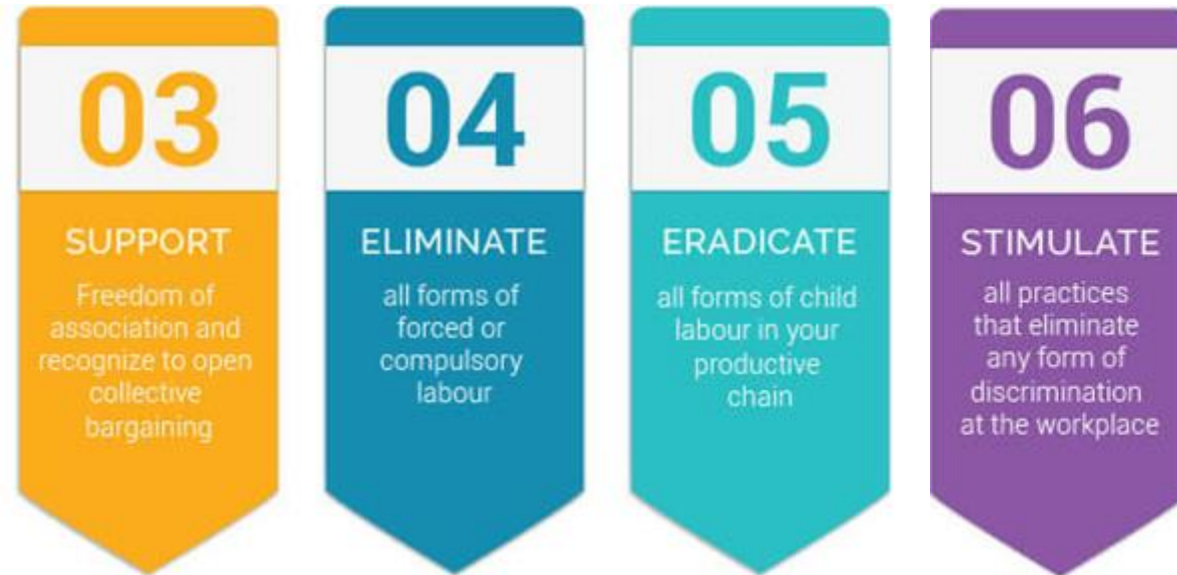 03
SUPPORT
Freedom of
association and
recognize to open
collective
bargaining
04
ELIMINATE
all forms of
forced or
compulsory
labour
05
ERADICATE
all forms of child
labour in your
productive
chain
06
STIMULATE
all practices
that eliminate
any form of
discrimination
at the workplace